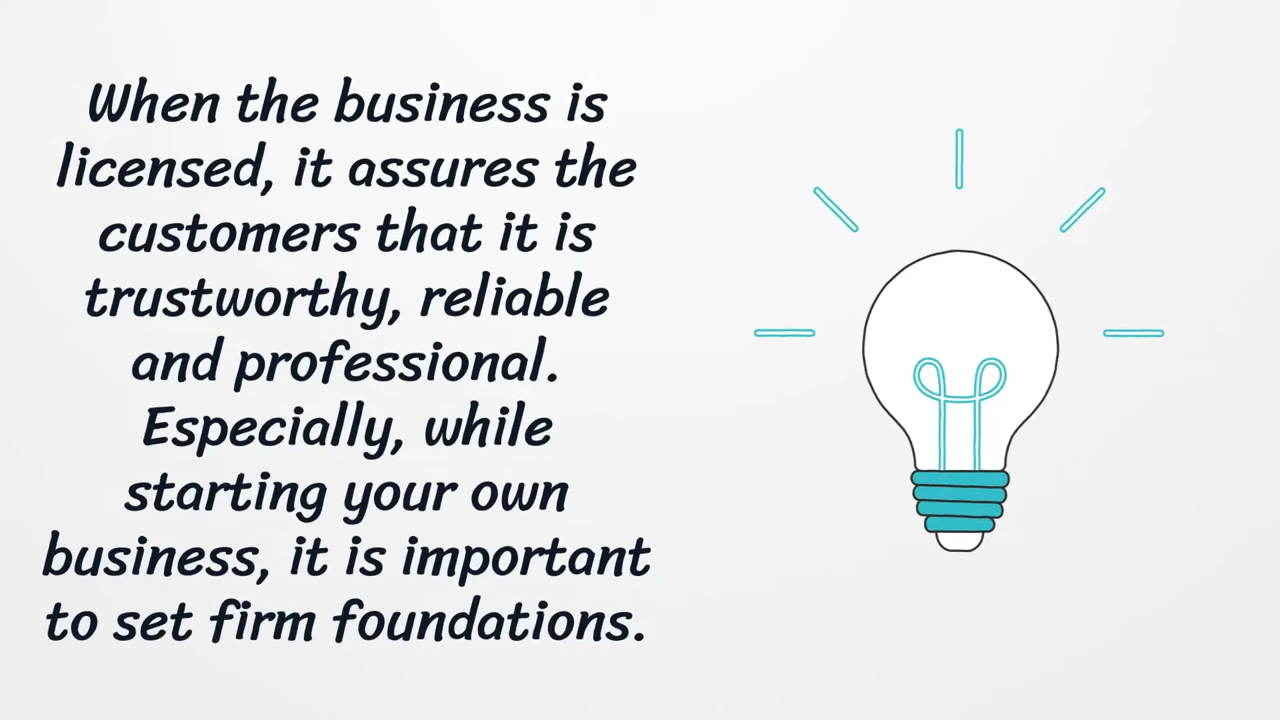 When the business is
licensed, it assures the
customers that it is
trustworthy, reliable
and professional.
Especially, while
starting your own
business, it is important
to set firm foundations.